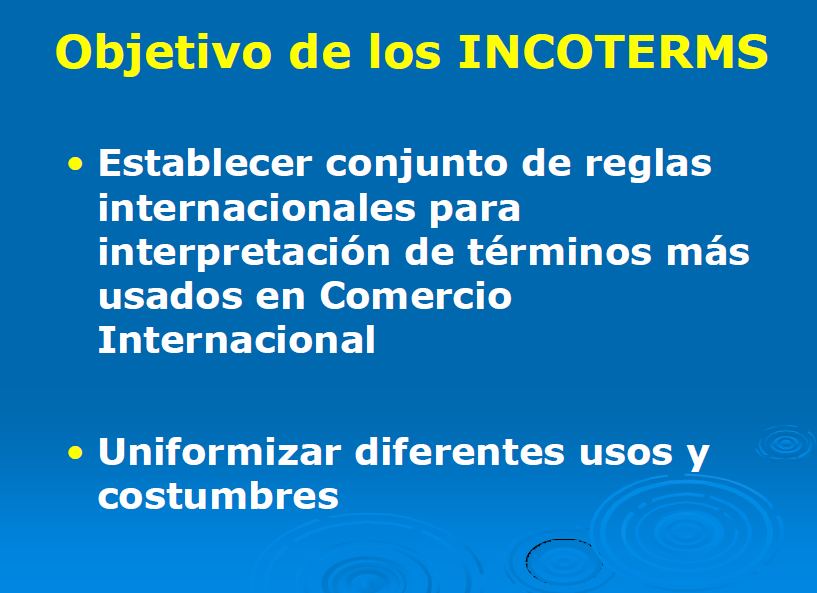 Objetivo de los INCOTERMS
• Establecer conjunto de reglas
internacionales para
interpretación de términos más
usados en Comercio
Internacional
• Uniformizar diferentes usos y
costumbres